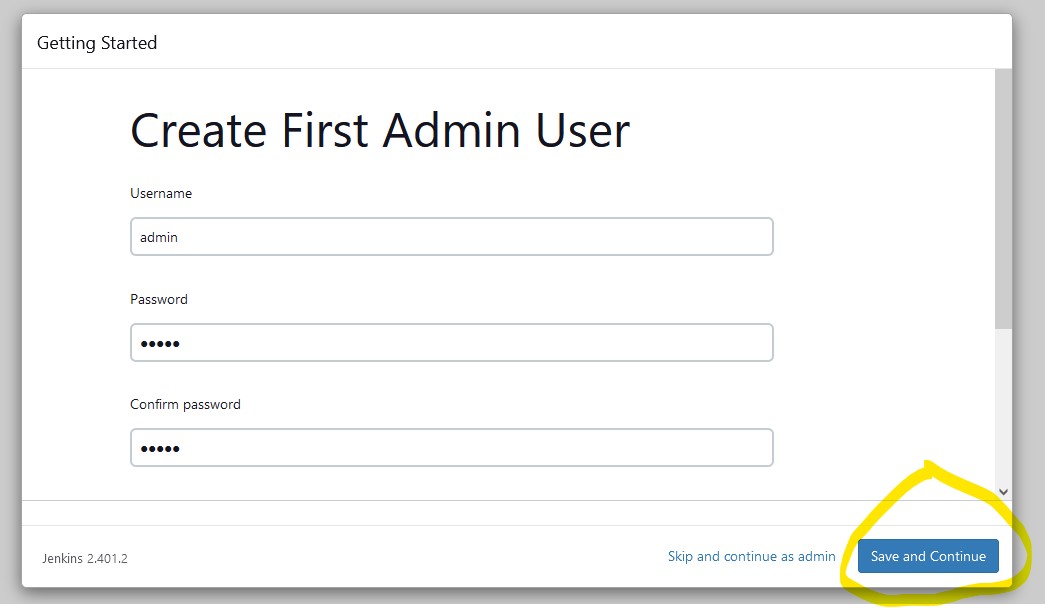 Getting Started
Create First Admin User
Username
admin
Password
•••••
Confirm password
•••••
Jenkins 2.401.2
Skip and continue as admin
Save and Continue